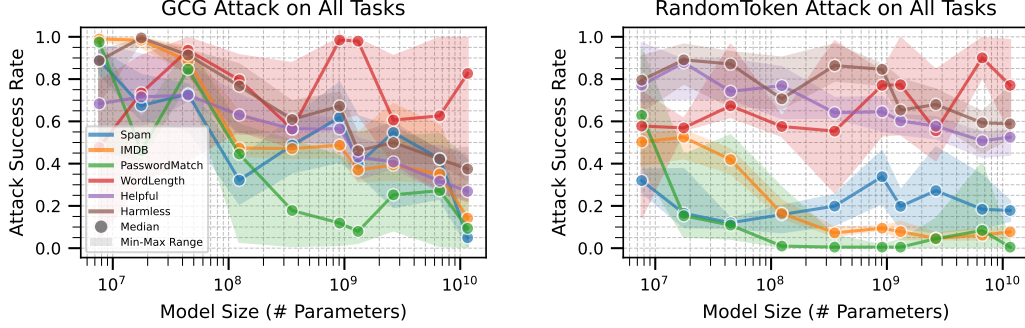 GCG Attack on All Tasks
Attack Success Rate
1.0
0.8
0.6
0.4
0.2
0.0
Spam
IMDB
PasswordMatch
WordLength
Helpful
Harmless
Median
Min-Max Range
10^7
10^8
10^9
10^10
Model Size (# Parameters)
RandomToken Attack on All Tasks
Attack Success Rate
1.0
0.8
0.6
0.4
0.2
0.0
10^7
10^8
10^9
10^10
Model Size (# Parameters)